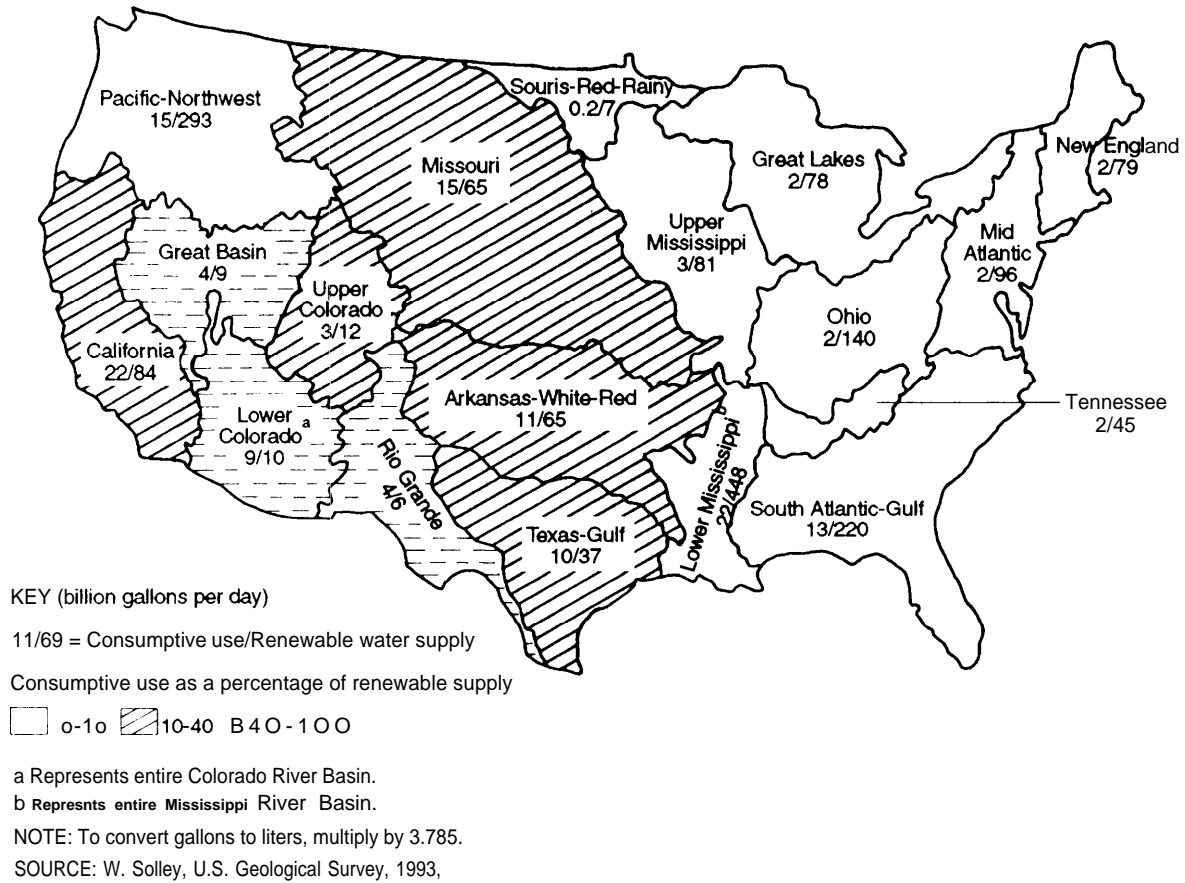 Pacific-Northwest
15/293
Souris-Red-Rainy
0.2/7
Missouri
15/65
Great Lakes
2/78
New England
2/79
Upper
Mississippi
3/81
Mid
Atlantic
2/96
Great Basin
4/9
Upper
Colorado
3/12
Ohio
2/140
California
22/84
Lower
Colorado a
9/10
Rio Grande
4/6
Arkansas-White-Red
11/65
Tennessee
2/45
Lower Mississippi b
22/448
Texas-Gulf
10/37
South Atlantic-Gulf
13/220
KEY (billion gallons per day)
11/69 = Consumptive use/Renewable water supply
Consumptive use as a percentage of renewable supply
o-1o 10-40 B 4 O - 1 O O
a Represents entire Colorado River Basin.
b Represnts entire Mississippi River Basin.
NOTE: To convert gallons to liters, multiply by 3.785.
SOURCE: W. Solley, U.S. Geological Survey, 1993,